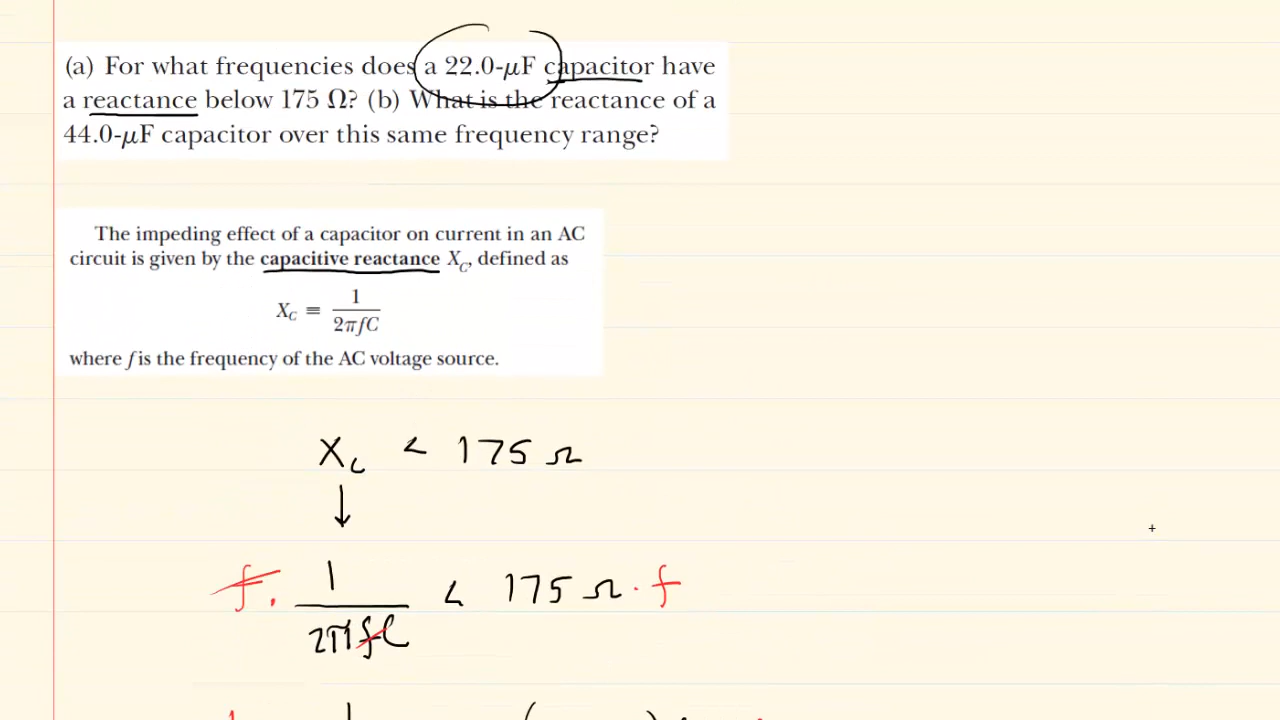 (a) For what frequencies does a 22.0-μF capacitor have
a reactance below 175 Ω? (b) What is the reactance of a
44.0-μF capacitor over this same frequency range?
The impeding effect of a capacitor on current in an AC
circuit is given by the capacitive reactance X_C, defined as
X_C ≡ 1 / 2πfC
where f is the frequency of the AC voltage source.
X_C < 175 Ω
↓
f · 1 / 2πfC < 175 Ω · f